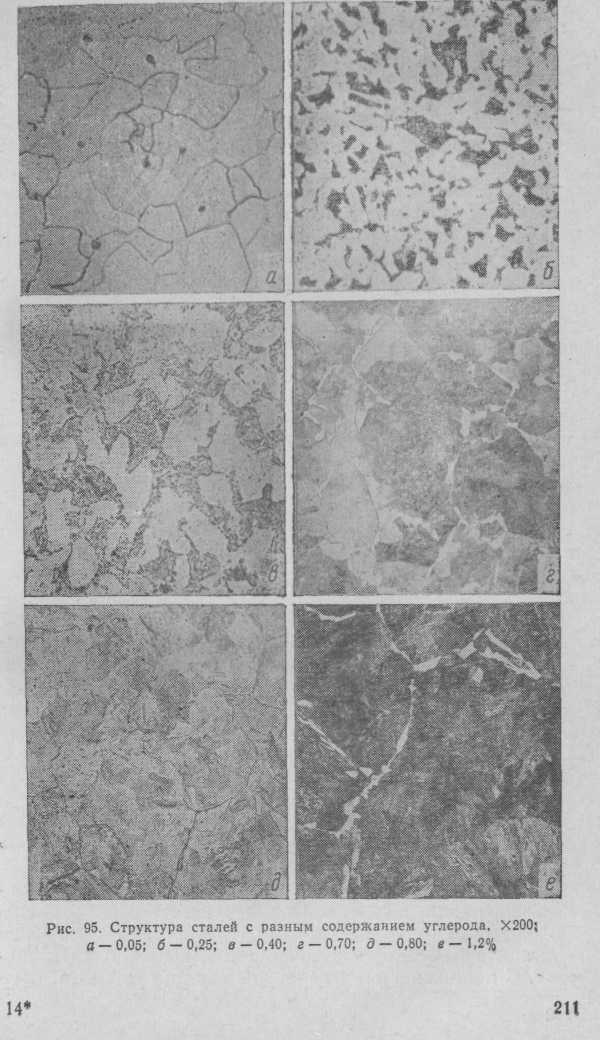 а
б
в
г
д
е
Рис. 95. Структура сталей с разным содержанием углерода, ×200;
а — 0,05; б — 0,25; в — 0,40; г — 0,70; д — 0,80; е — 1,2%
14*
211